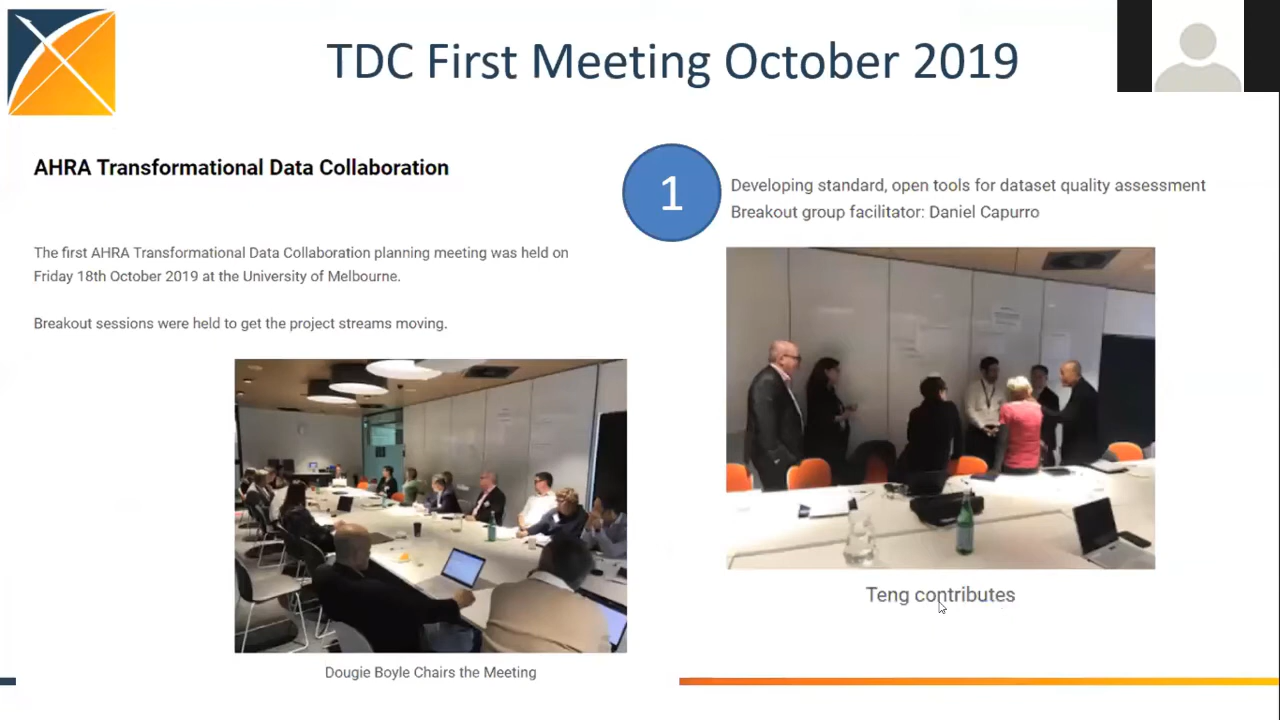 TDC First Meeting October 2019
AHRA Transformational Data Collaboration
The first AHRA Transformational Data Collaboration planning meeting was held on
Friday 18th October 2019 at the University of Melbourne.
Breakout sessions were held to get the project streams moving.
Dougie Boyle Chairs the Meeting
1
Developing standard, open tools for dataset quality assessment
Breakout group facilitator: Daniel Capurro
Teng contributes